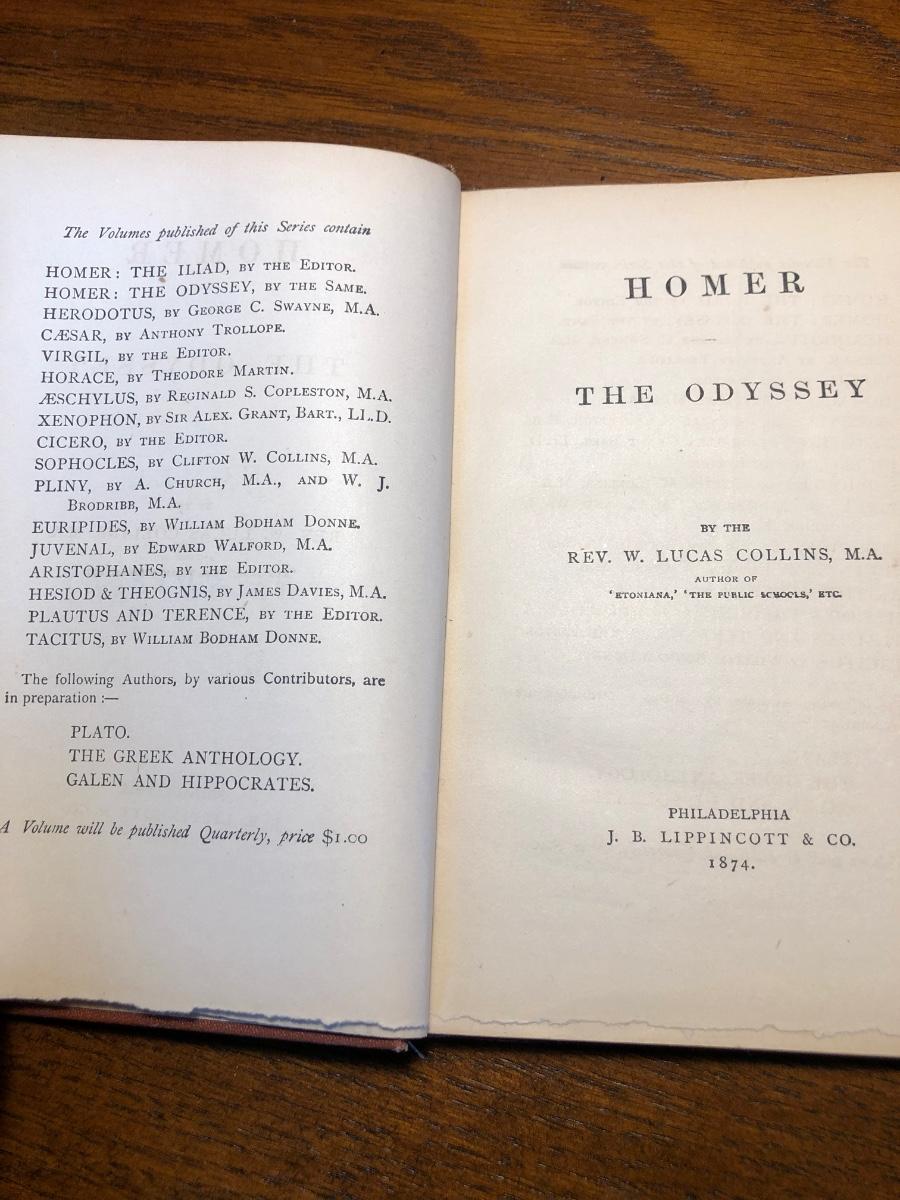 The Volumes published of this Series contain
HOMER: THE ILIAD, BY THE EDITOR.
HOMER: THE ODYSSEY, BY THE SAME.
HERODOTUS, BY GEORGE C. SWAYNE, M.A.
CÆSAR, BY ANTHONY TROLLOPE.
VIRGIL, BY THE EDITOR.
HORACE, BY THEODORE MARTIN.
ÆSCHYLUS, BY REGINALD S. COPLESTON, M.A.
XENOPHON, BY SIR ALEX. GRANT, BART., LL.D.
CICERO, BY THE EDITOR.
SOPHOCLES, BY CLIFTON W. COLLINS, M.A.
PLINY, BY A. CHURCH, M.A., AND W. J.
BRODRIBB, M.A.
EURIPIDES, BY WILLIAM BODHAM DONNE.
JUVENAL, BY EDWARD WALFORD, M.A.
ARISTOPHANES, BY THE EDITOR.
HESIOD & THEOGNIS, BY JAMES DAVIES, M.A.
PLAUTUS AND TERENCE, BY THE EDITOR.
TACITUS, BY WILLIAM BODHAM DONNE.
The following Authors, by various Contributors, are
in preparation :—
PLATO.
THE GREEK ANTHOLOGY.
GALEN AND HIPPOCRATES.
A Volume will be published Quarterly, price $1.00
HOMER
THE ODYSSEY
BY THE
REV. W. LUCAS COLLINS, M.A.
AUTHOR OF
'ETONIANA,' 'THE PUBLIC SCHOOLS,' ETC.
PHILADELPHIA
J. B. LIPPINCOTT & CO.
1874.